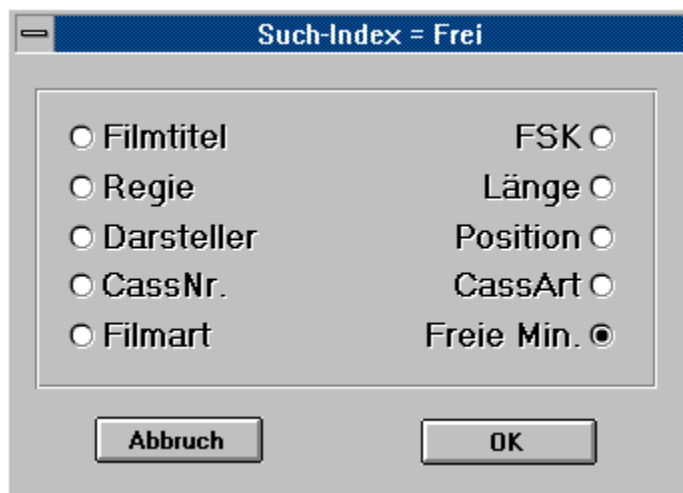 Such-Index = Frei
Filmtitel FSK
Regie Länge
Darsteller Position
CassNr. CassArt
Filmart Freie Min.
Abbruch OK